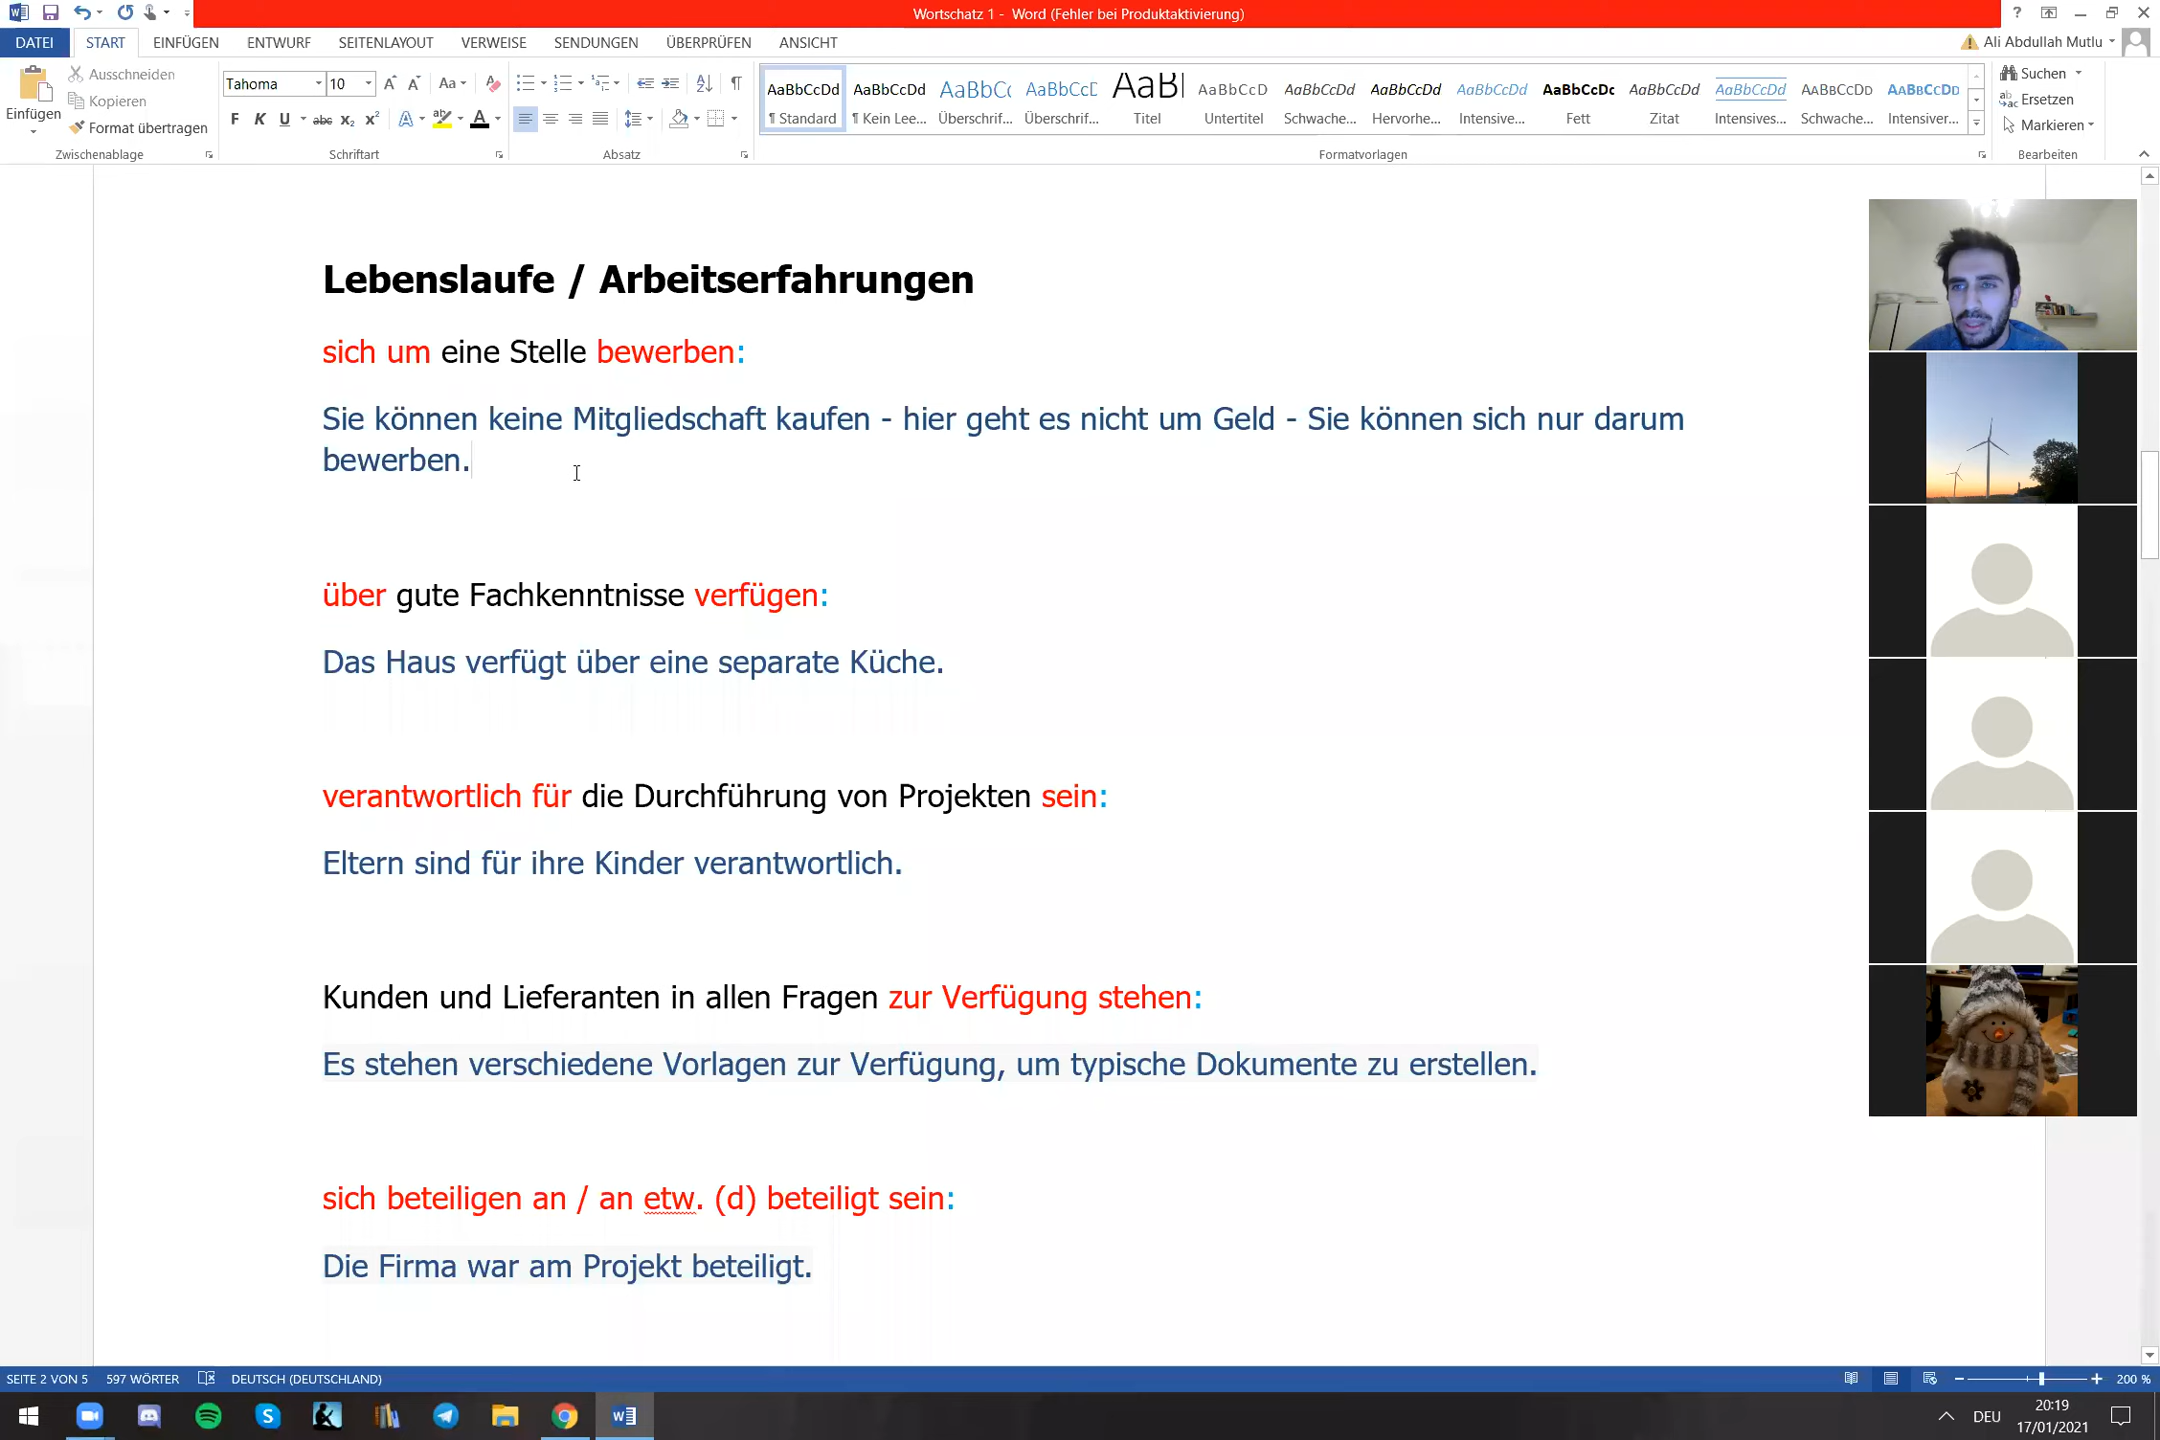 Wortschatz 1 - Word (Fehler bei Produktaktivierung)
DATEI START EINFÜGEN ENTWURF SEITENLAYOUT VERWEISE SENDUNGEN ÜBERPRÜFEN ANSICHT
Ali Abdullah Mutlu
Einfügen
Ausschneiden
Kopieren
Format übertragen
Zwischenablage
Tahoma 10
F K U abc x₂ x²
Schriftart
Absatz
AaBbCcDd AaBbCcDd AaBbCc AaBbCcD AaBl AaBbCcD AaBbCcDd AaBbCcDd AaBbCcDd AaBbCcDc AaBbCcDd AaBbCcDd AaBbCcDd AaBbCcDd
¶ Standard ¶ Kein Lee... Überschrif... Überschrif... Titel Untertitel Schwache... Hervorhe... Intensive... Fett Zitat Intensives... Schwache... Intensiver...
Formatvorlagen
Suchen
Ersetzen
Markieren
Bearbeiten
Lebenslaufe / Arbeitserfahrungen
sich um eine Stelle bewerben:
Sie können keine Mitgliedschaft kaufen - hier geht es nicht um Geld - Sie können sich nur darum
bewerben.
über gute Fachkenntnisse verfügen:
Das Haus verfügt über eine separate Küche.
verantwortlich für die Durchführung von Projekten sein:
Eltern sind für ihre Kinder verantwortlich.
Kunden und Lieferanten in allen Fragen zur Verfügung stehen:
Es stehen verschiedene Vorlagen zur Verfügung, um typische Dokumente zu erstellen.
sich beteiligen an / an etw. (d) beteiligt sein:
Die Firma war am Projekt beteiligt.
SEITE 2 VON 5 597 WÖRTER DEUTSCH (DEUTSCHLAND) 200 %
DEU 20:19
17/01/2021